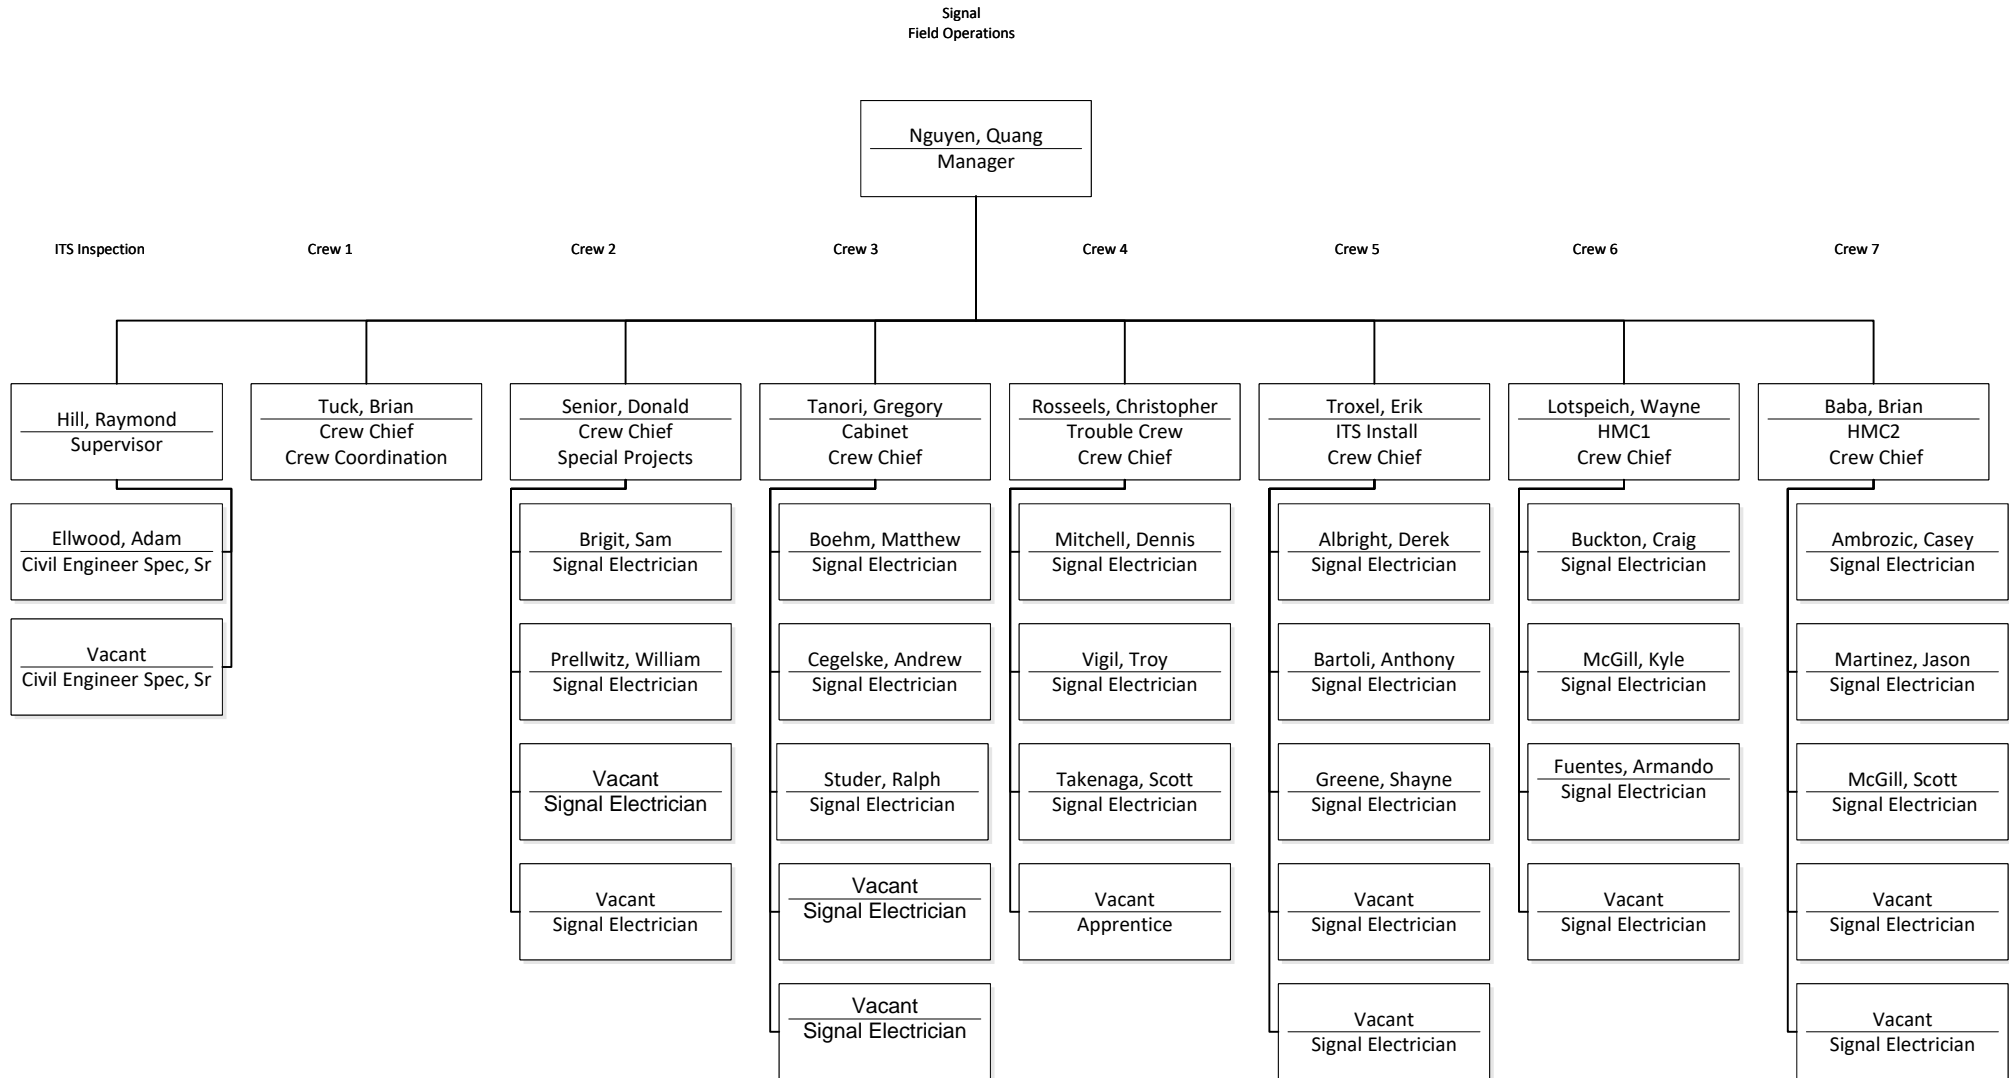 Signal
Field Operations
Nguyen, Quang
Manager
ITS Inspection
Crew 1
Crew 2
Crew 3
Crew 4
Crew 5
Crew 6
Crew 7
Hill, Raymond
Supervisor
Ellwood, Adam
Civil Engineer Spec, Sr
Vacant
Civil Engineer Spec, Sr
Tuck, Brian
Crew Chief
Crew Coordination
Senior, Donald
Crew Chief
Special Projects
Brigit, Sam
Signal Electrician
Prellwitz, William
Signal Electrician
Vacant
Signal Electrician
Vacant
Signal Electrician
Tanori, Gregory
Cabinet
Crew Chief
Boehm, Matthew
Signal Electrician
Cegelske, Andrew
Signal Electrician
Studer, Ralph
Signal Electrician
Vacant
Signal Electrician
Vacant
Signal Electrician
Rosseels, Christopher
Trouble Crew
Crew Chief
Mitchell, Dennis
Signal Electrician
Vigil, Troy
Signal Electrician
Takenaga, Scott
Signal Electrician
Vacant
Apprentice
Troxel, Erik
ITS Install
Crew Chief
Albright, Derek
Signal Electrician
Bartoli, Anthony
Signal Electrician
Greene, Shayne
Signal Electrician
Vacant
Signal Electrician
Vacant
Signal Electrician
Lotspeich, Wayne
HMC1
Crew Chief
Buckton, Craig
Signal Electrician
McGill, Kyle
Signal Electrician
Fuentes, Armando
Signal Electrician
Vacant
Signal Electrician
Baba, Brian
HMC2
Crew Chief
Ambrozic, Casey
Signal Electrician
Martinez, Jason
Signal Electrician
McGill, Scott
Signal Electrician
Vacant
Signal Electrician
Vacant
Signal Electrician